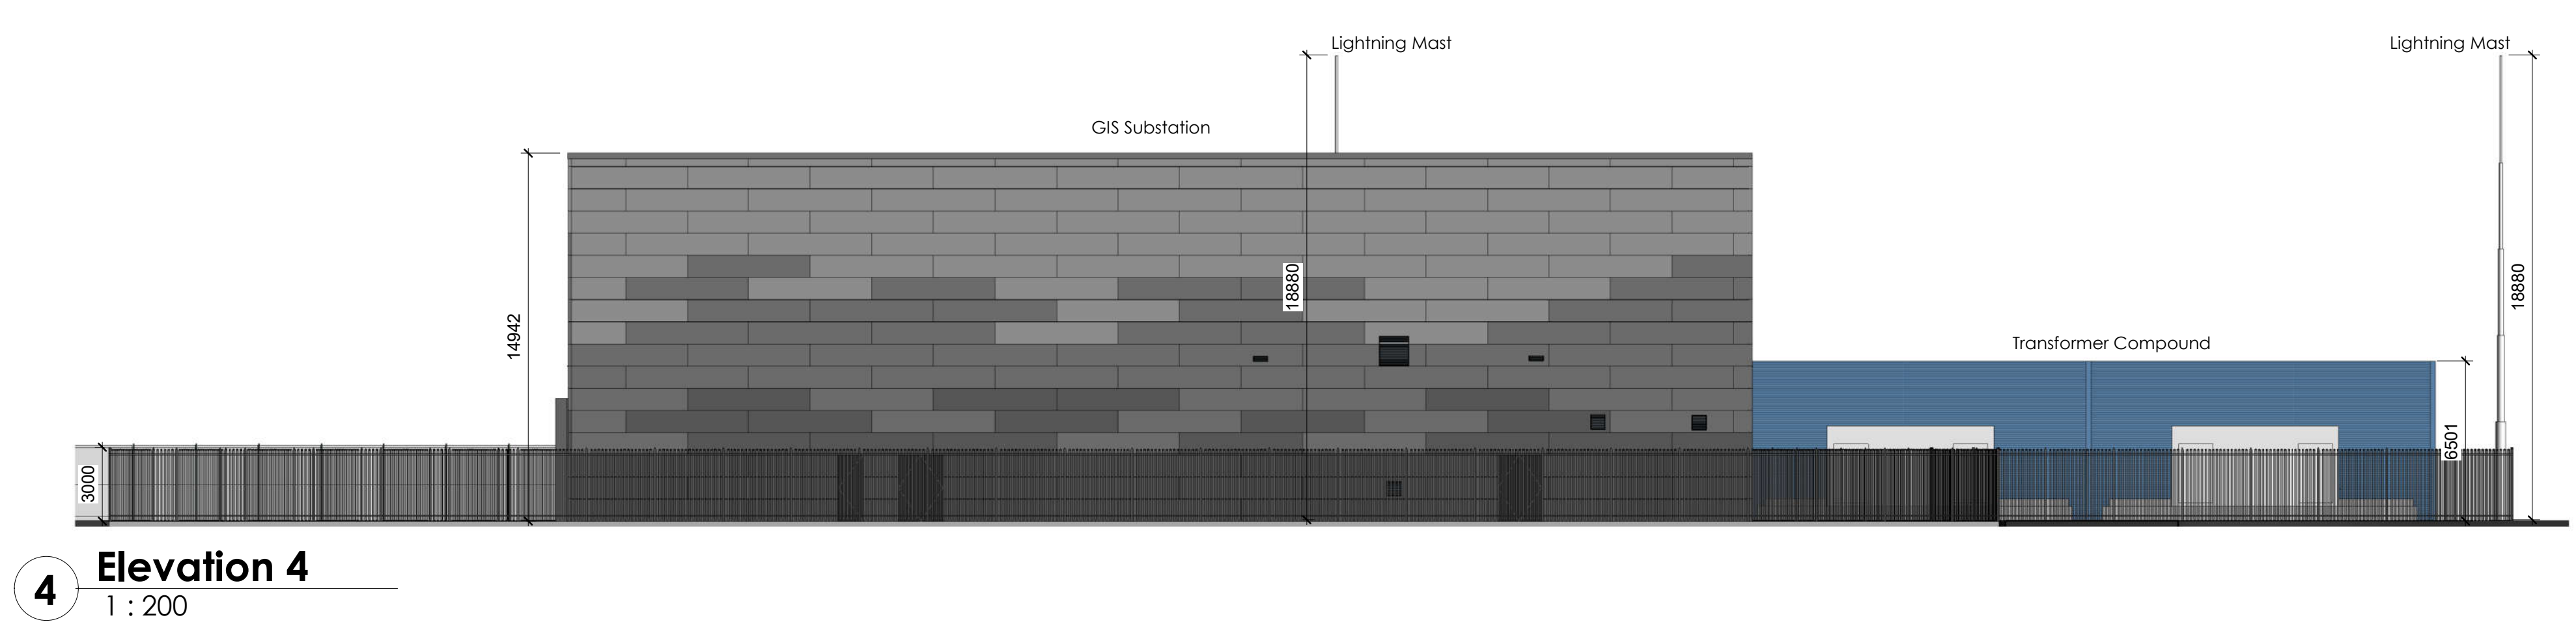 Lightning Mast
Lightning Mast
GIS Substation
18880
18880
14942
Transformer Compound
6501
3000
4
Elevation 4
1 : 200